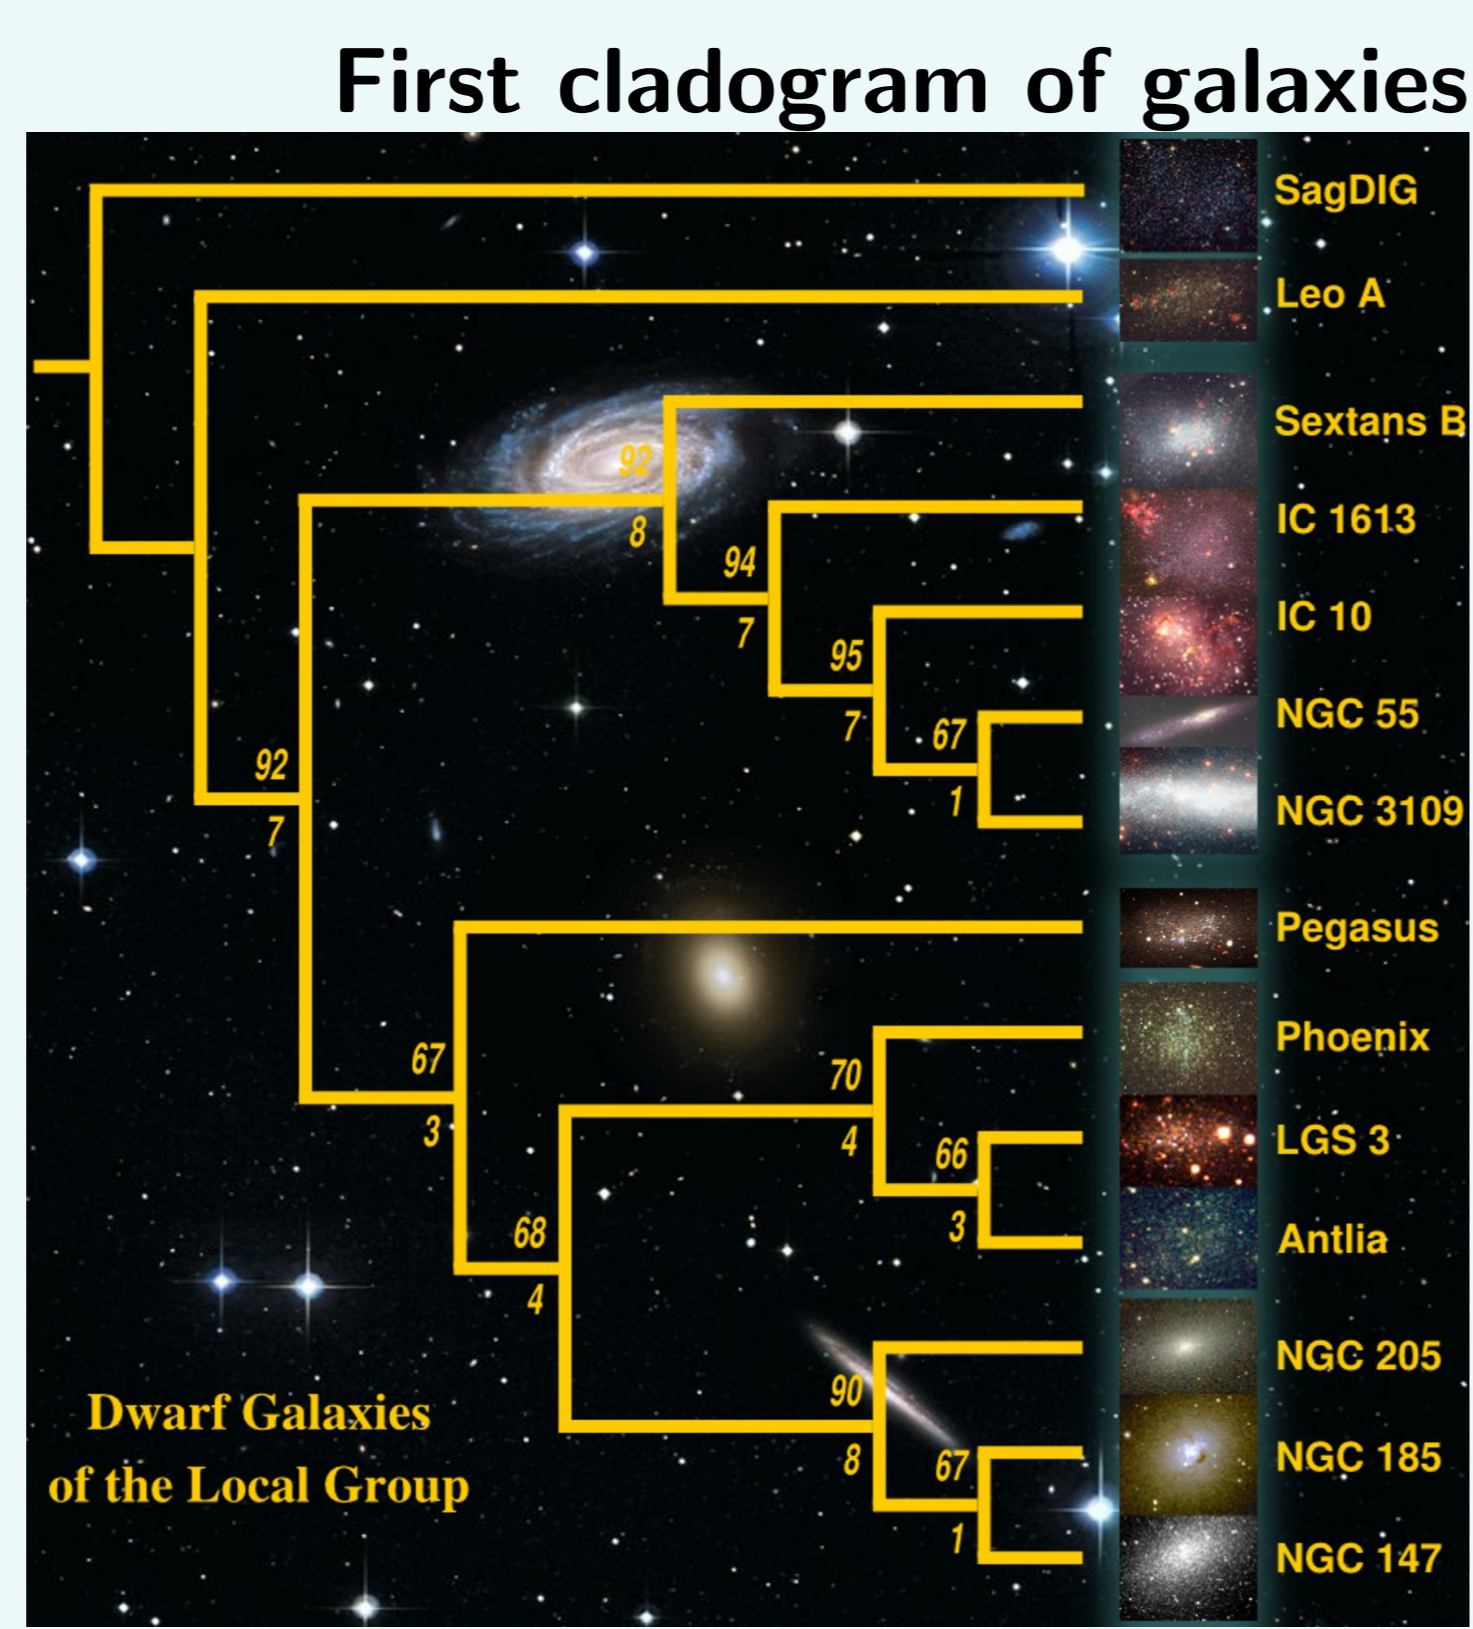 First cladogram of galaxies
SagDIG
Leo A
Sextans B
92
IC 1613
8
94
IC 10
7
95
NGC 55
7
67
92
1
NGC 3109
7
Pegasus
67
Phoenix
70
3
4
66
LGS 3
68
3
Antlia
4
NGC 205
90
Dwarf Galaxies
8
67
NGC 185
of the Local Group
1
NGC 147